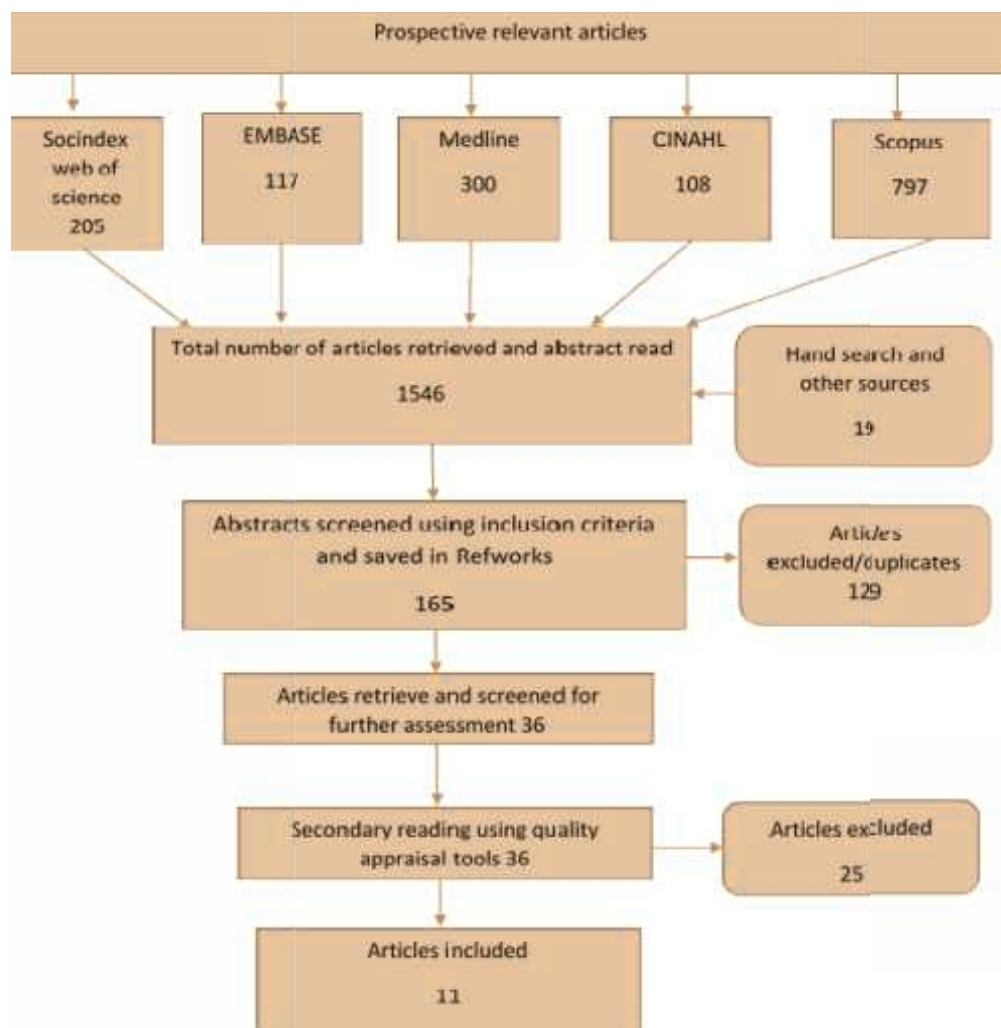 Prospective relevant articles
Socindex
web of
science
205
EMBASE
117
Medline
300
CINAHL
108
Scopus
797
Total number of articles retrieved and abstract read
1546
Hand search and
other sources
19
Abstracts screened using inclusion criteria
and saved in Refworks
165
Articles
excluded/duplicates
129
Articles retrieve and screened for
further assessment 36
Secondary reading using quality
appraisal tools 36
Articles excluded
25
Articles included
11